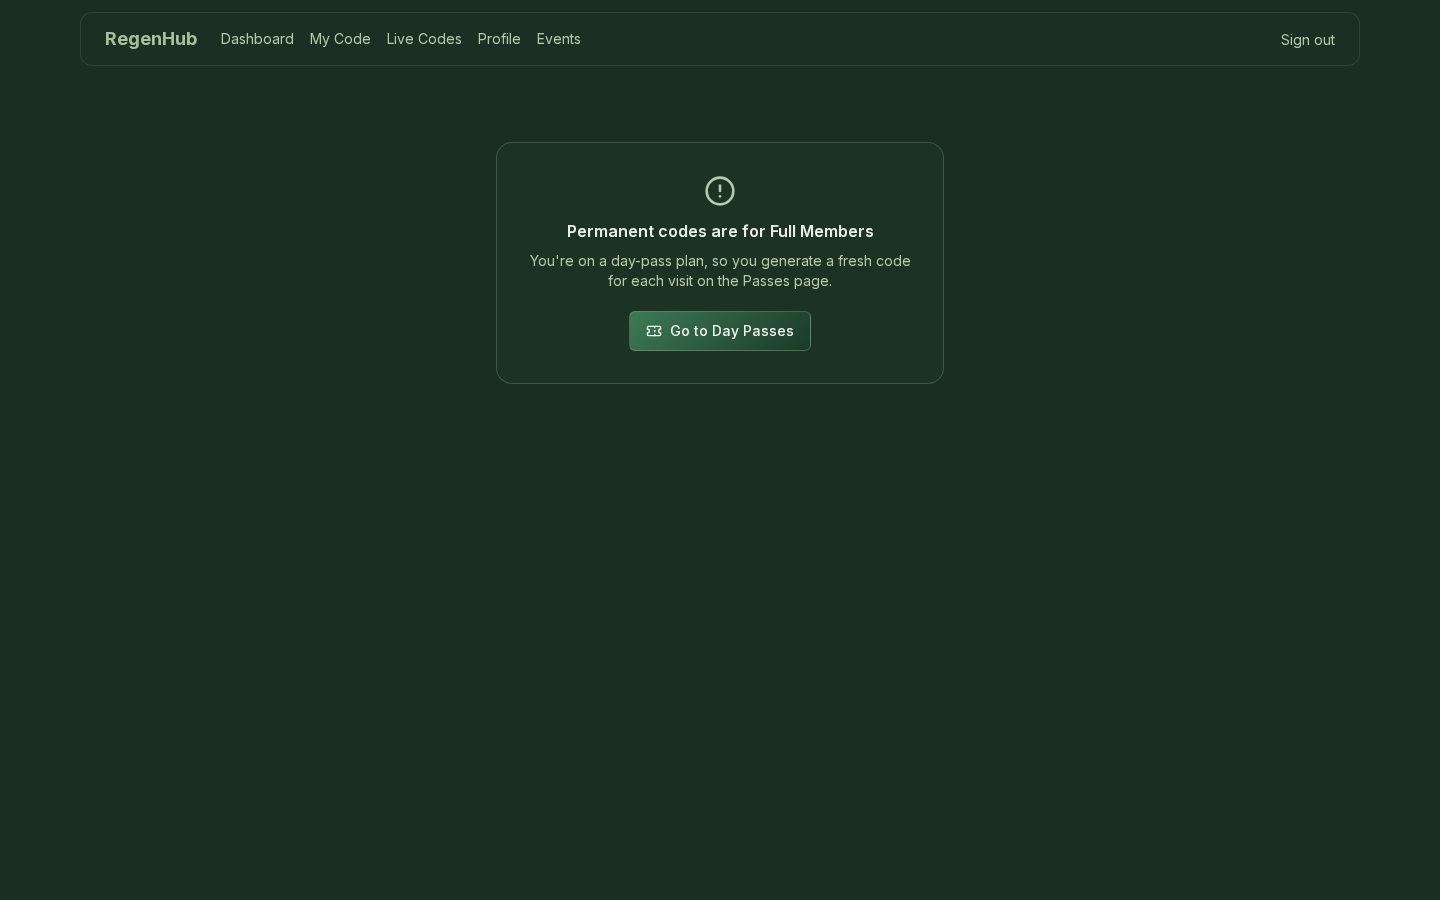 RegenHub
Dashboard
My Code
Live Codes
Profile
Events
Sign out
Permanent codes are for Full Members
You're on a day-pass plan, so you generate a fresh code
for each visit on the Passes page.
Go to Day Passes